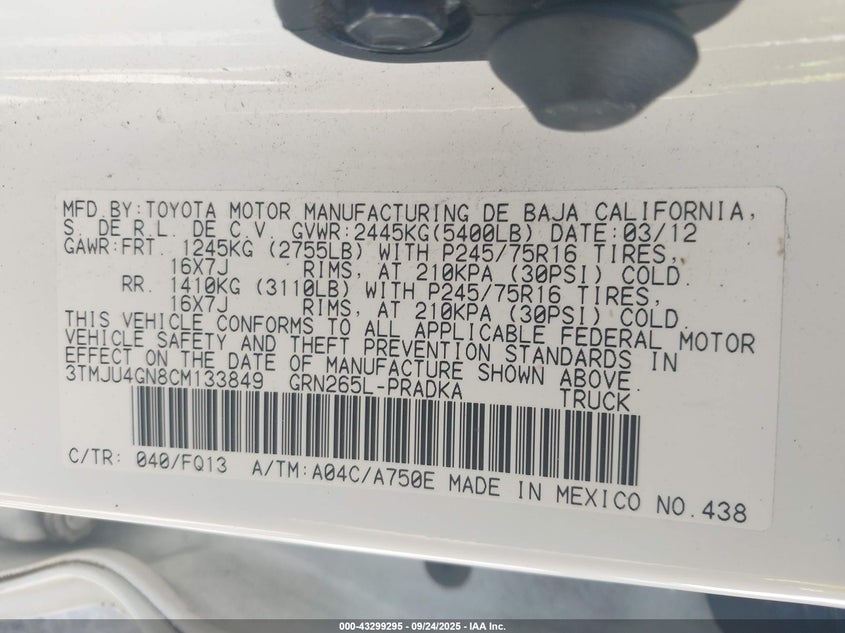 MFD.BY:TOYOTA MOTOR MANUFACTURING DE BAJA CALIFORNIA,
S. DE R.L. DE C.V. GVWR:2445KG(5400LB) DATE:03/12
GAWR:FRT. 1245KG (2755LB) WITH P245/75R16 TIRES,
16X7J RIMS, AT 210KPA (30PSI) COLD.
RR. 1410KG (3110LB) WITH P245/75R16 TIRES,
16X7J RIMS, AT 210KPA (30PSI) COLD.
THIS VEHICLE CONFORMS TO ALL APPLICABLE FEDERAL MOTOR
VEHICLE SAFETY AND THEFT PREVENTION STANDARDS IN
EFFECT ON THE DATE OF MANUFACTURE SHOWN ABOVE.
3TMJU4GN8CM133849 GRN265L-PRADKA TRUCK
C/TR: 040/FQ13 A/TM:A04C/A750E MADE IN MEXICO NO.438
000-43299295 - 09/24/2025 - IAA Inc.